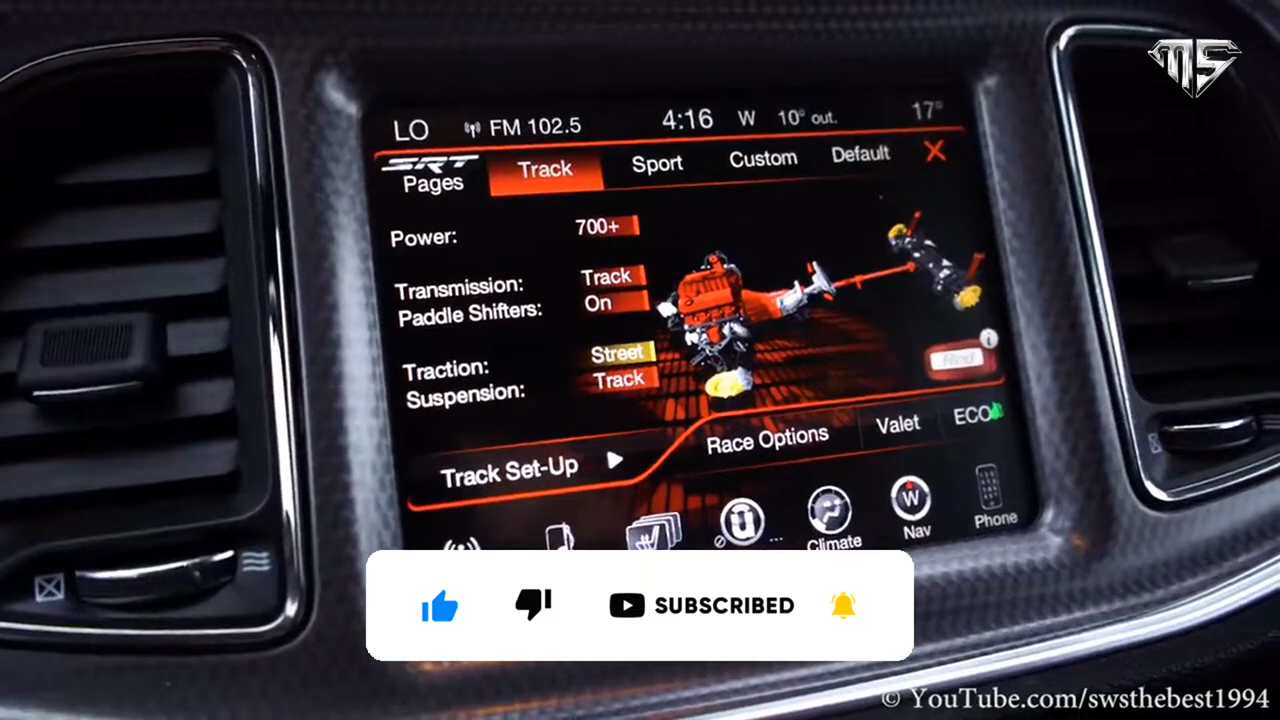 MS
LO FM 102.5 4:16 W 10° out. 17°
SRT Pages Track Sport Custom Default X
Power: 700+
Transmission: Track
Paddle Shifters: On
Traction: Street
Suspension: Track
Track Set-Up Race Options Valet ECO
Climate W Nav Phone
SUBSCRIBED
© YouTube.com/swsthebest1994